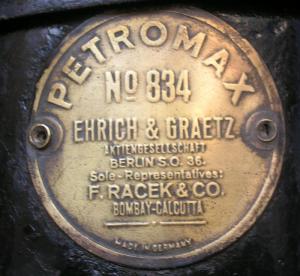 PETROMAX
No 834
EHRICH & GRAETZ
AKTIENGESELLSCHAFT
BERLIN S.O. 36.
Sole-Representatives:
F. RACEK & CO.
BOMBAY-CALCUTTA
MADE IN GERMANY